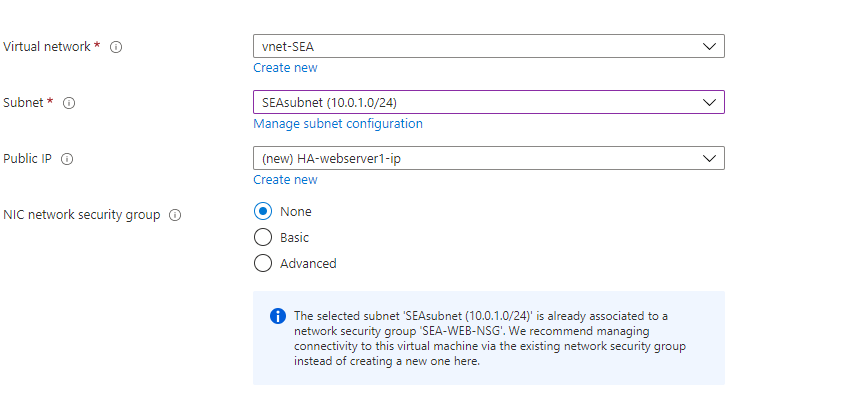 Virtual network *
vnet-SEA
Create new
Subnet *
SEAsubnet (10.0.1.0/24)
Manage subnet configuration
Public IP
(new) HA-webserver1-ip
Create new
NIC network security group
None
Basic
Advanced
The selected subnet 'SEAsubnet (10.0.1.0/24)' is already associated to a
network security group 'SEA-WEB-NSG'. We recommend managing
connectivity to this virtual machine via the existing network security group
instead of creating a new one here.